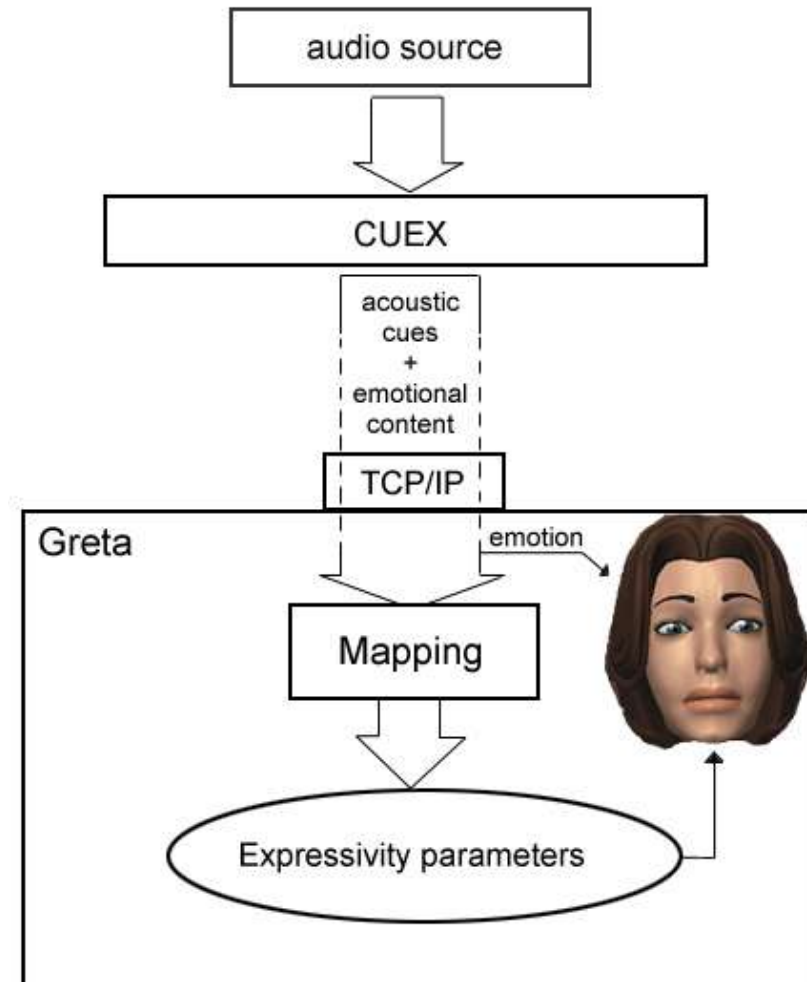 audio source
CUEX
acoustic
cues
+
emotional
content
TCP/IP
Greta
emotion
Mapping
Expressivity parameters